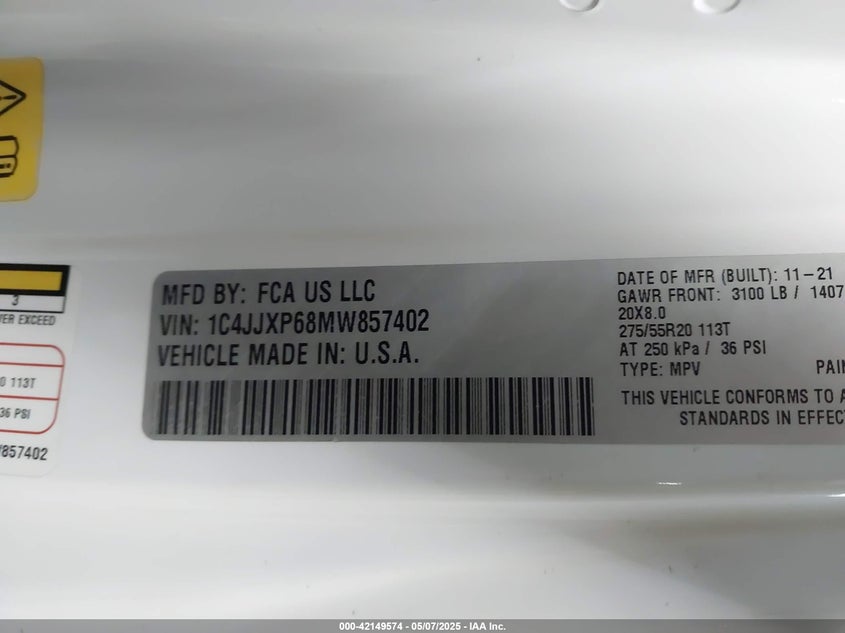 3
VER EXCEED
0 113T
36 PSI
857402
MFD BY: FCA US LLC
VIN: 1C4JJXP68MW857402
VEHICLE MADE IN: U.S.A.
DATE OF MFR (BUILT): 11-21
GAWR FRONT: 3100 LB / 1407
20X8.0
275/55R20 113T
AT 250 kPa / 36 PSI
TYPE: MPV
PAIN
THIS VEHICLE CONFORMS TO A
STANDARDS IN EFFEC
000-42149574 — 05/07/2025 - IAA Inc.